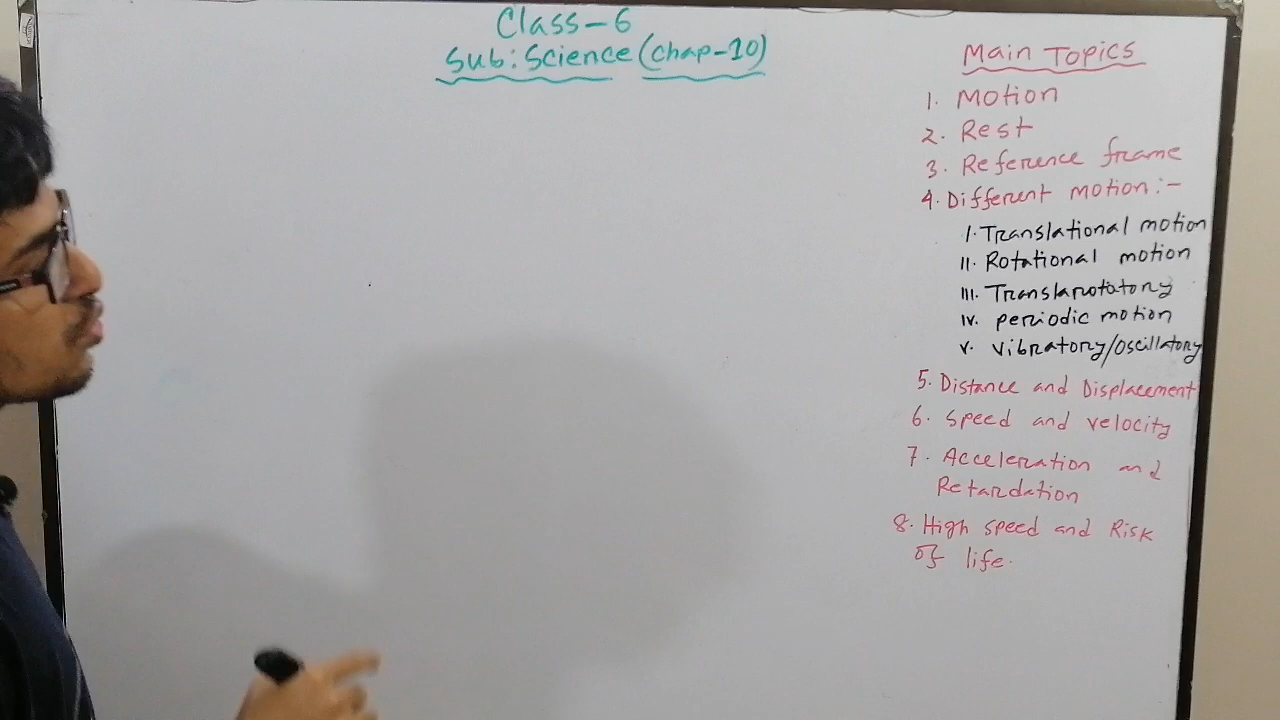 Class-6
Sub: Science (chap-10)
Main Topics
1. Motion
2. Rest
3. Reference frame
4. Different motion:-
I. Translational motion
II. Rotational motion
III. Translarotatory
IV. periodic motion
V. vibratory/oscillatory
5. Distance and Displacement
6. Speed and velocity
7. Acceleration and
Retardation
8. High speed and Risk
of life.